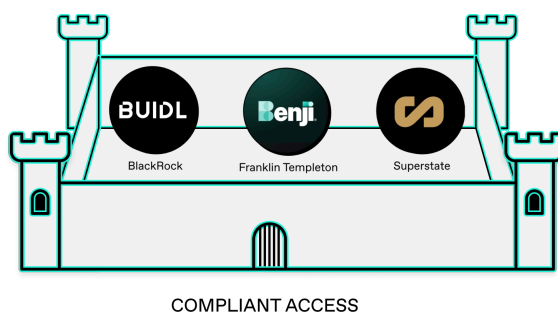 BUIDL
Benji
BlackRock
Franklin Templeton
Superstate
COMPLIANT ACCESS